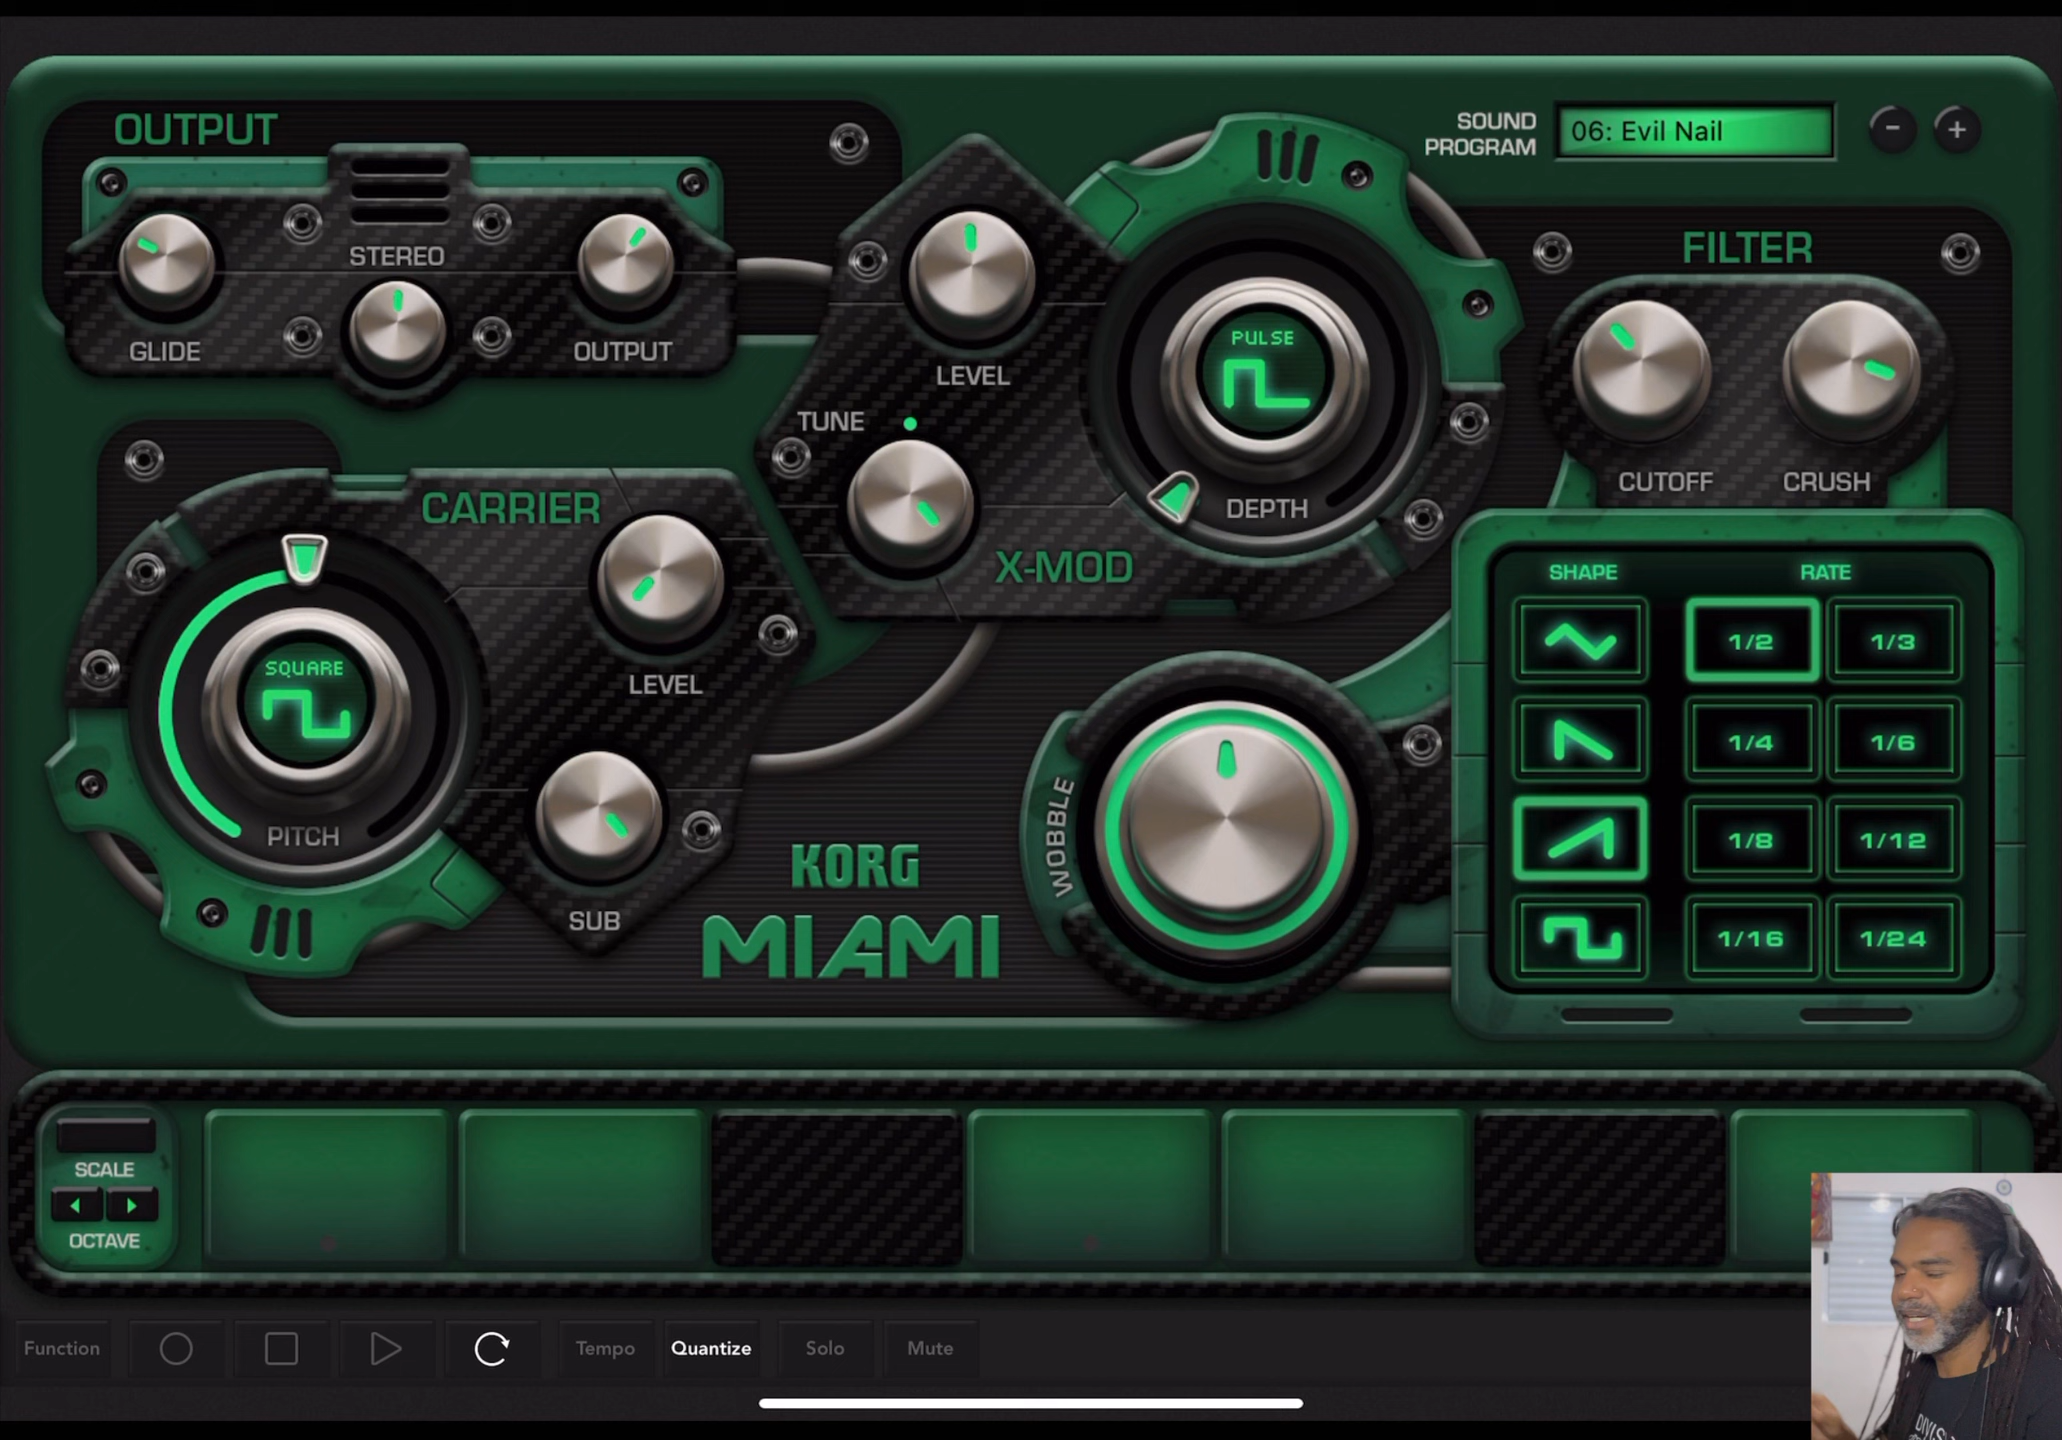 OUTPUT
SOUND
PROGRAM
06: Evil Nail
- +
STEREO
GLIDE
OUTPUT
LEVEL
TUNE
PULSE
DEPTH
X-MOD
FILTER
CUTOFF
CRUSH
CARRIER
SQUARE
PITCH
LEVEL
SUB
KORG
MIAMI
WOBBLE
SHAPE
RATE
1/2
1/3
1/4
1/6
1/8
1/12
1/16
1/24
SCALE
OCTAVE
Function
Tempo
Quantize
Solo
Mute